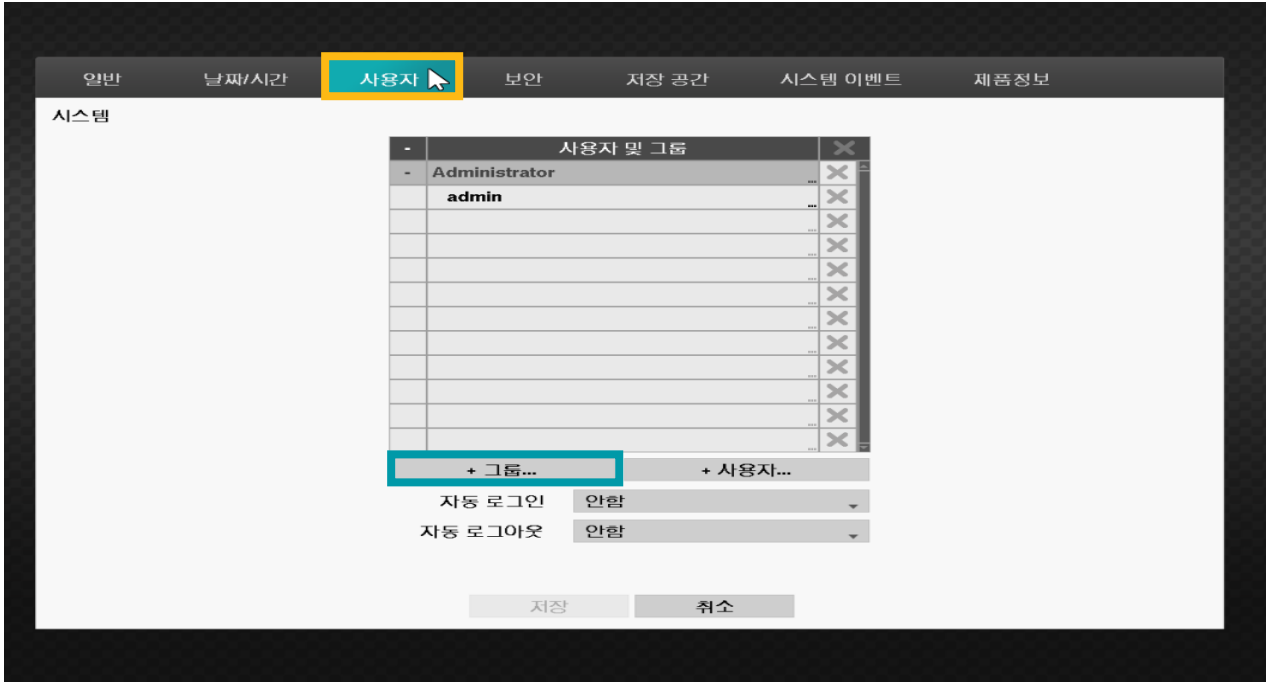 일반 날짜/시간 사용자 보안 저장 공간 시스템 이벤트 제품정보
시스템
- 사용자 및 그룹
- Administrator ...
admin ...
...
...
...
...
...
...
...
...
...
...
+ 그룹... + 사용자...
자동 로그인 안함
자동 로그아웃 안함
저장 취소